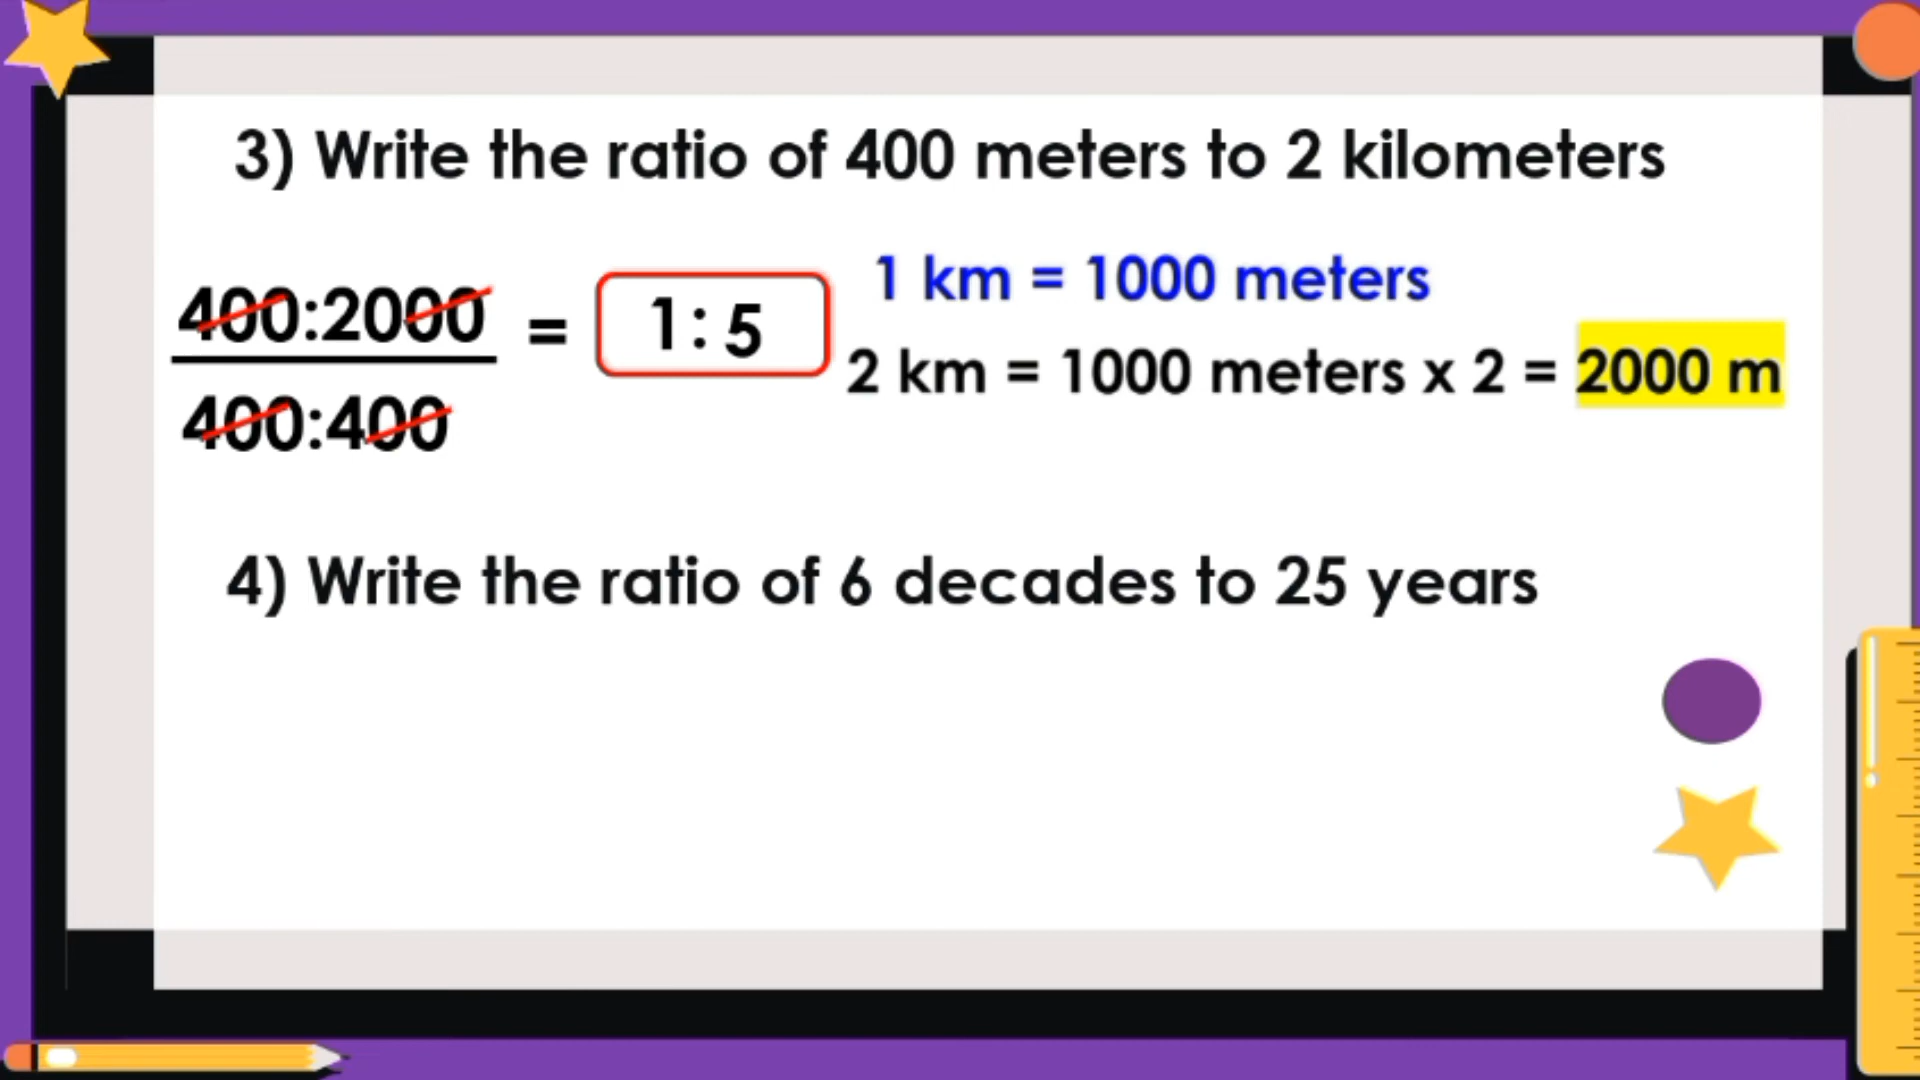 3) Write the ratio of 400 meters to 2 kilometers
1 km = 1000 meters
400:2000 = 1:5
400:400
2 km = 1000 meters x 2 = 2000 m
4) Write the ratio of 6 decades to 25 years